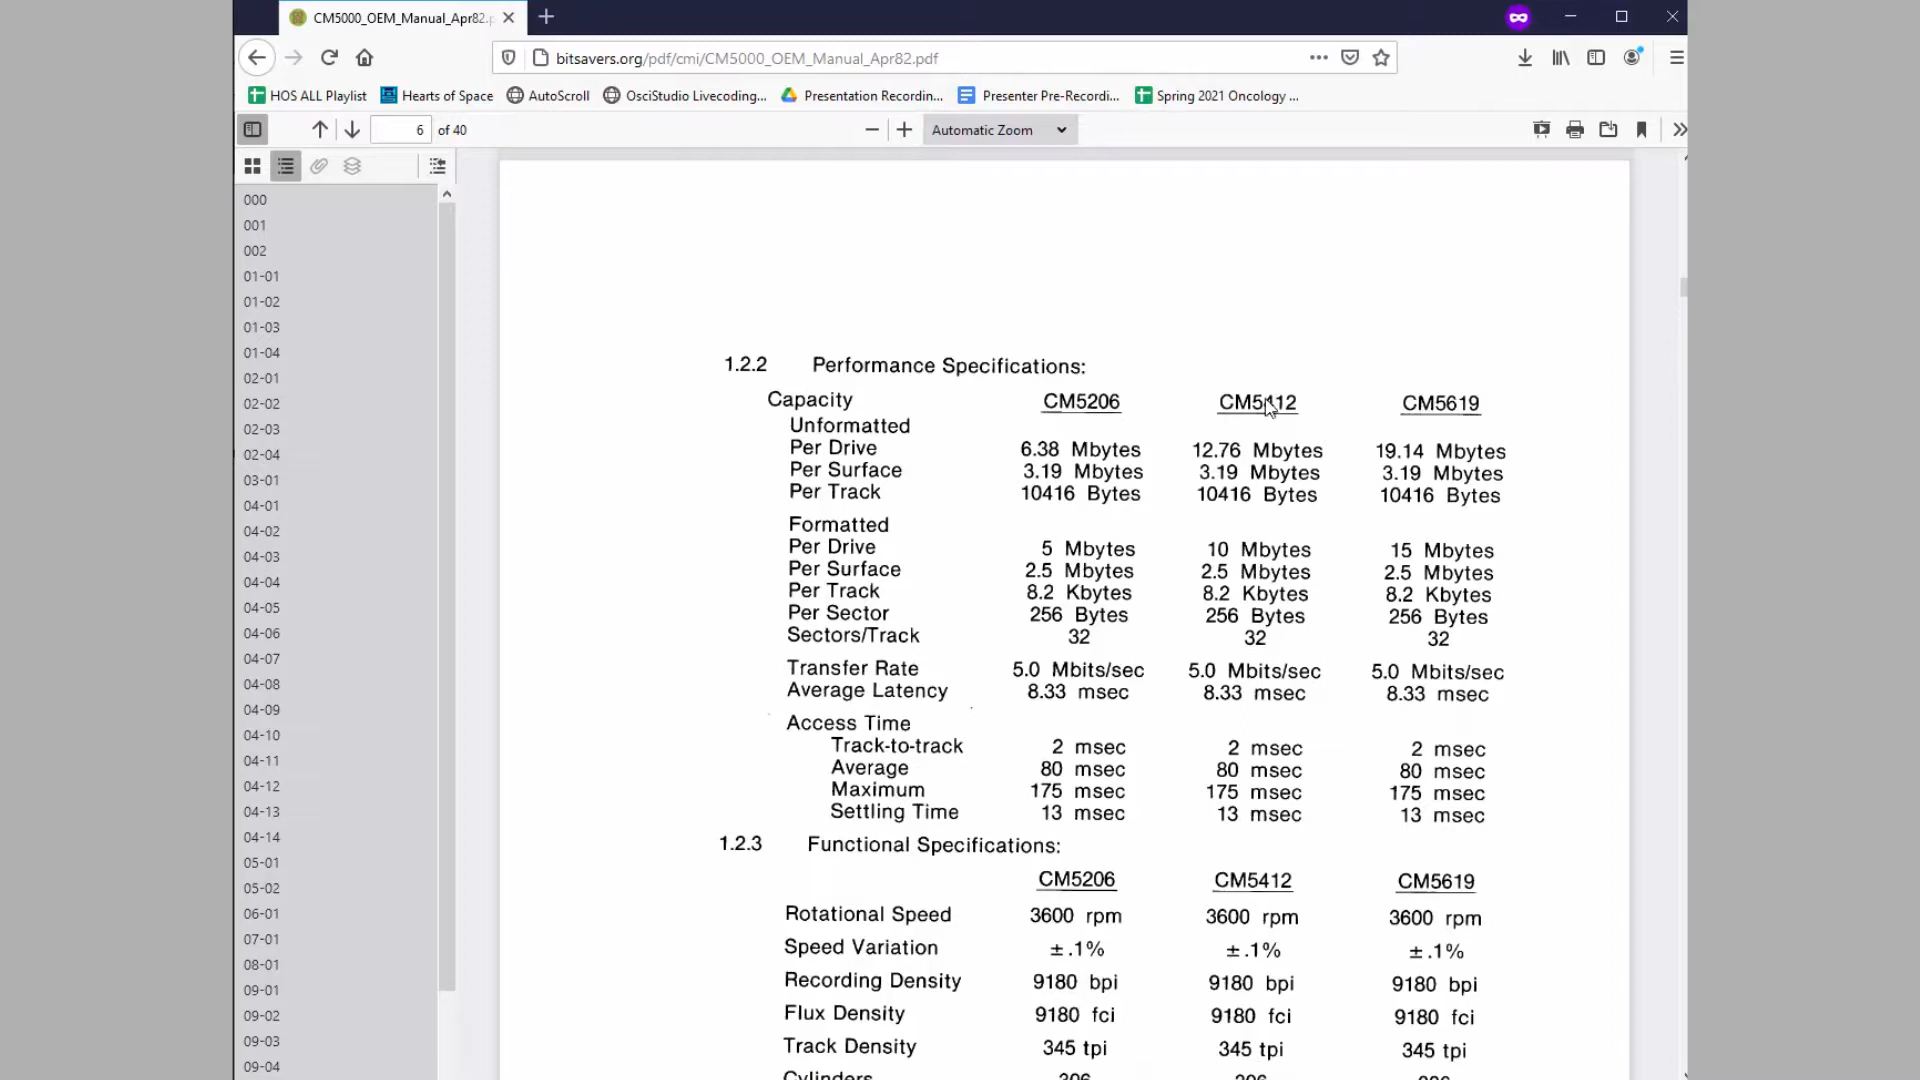 CM5000_OEM_Manual_Apr82.p
bitsavers.org/pdf/cmi/CM5000_OEM_Manual_Apr82.pdf
HOS ALL Playlist Hearts of Space AutoScroll OsciStudio Livecoding... Presentation Recordin... Presenter Pre-Recordi... Spring 2021 Oncology ...
6 of 40 Automatic Zoom
000
001
002
01-01
01-02
01-03
01-04
02-01
02-02
02-03
02-04
03-01
04-01
04-02
04-03
04-04
04-05
04-06
04-07
04-08
04-09
04-10
04-11
04-12
04-13
04-14
05-01
05-02
06-01
07-01
08-01
09-01
09-02
09-03
09-04
1.2.2 Performance Specifications:
Capacity CM5206 CM5412 CM5619
Unformatted
Per Drive 6.38 Mbytes 12.76 Mbytes 19.14 Mbytes
Per Surface 3.19 Mbytes 3.19 Mbytes 3.19 Mbytes
Per Track 10416 Bytes 10416 Bytes 10416 Bytes
Formatted
Per Drive 5 Mbytes 10 Mbytes 15 Mbytes
Per Surface 2.5 Mbytes 2.5 Mbytes 2.5 Mbytes
Per Track 8.2 Kbytes 8.2 Kbytes 8.2 Kbytes
Per Sector 256 Bytes 256 Bytes 256 Bytes
Sectors/Track 32 32 32
Transfer Rate 5.0 Mbits/sec 5.0 Mbits/sec 5.0 Mbits/sec
Average Latency 8.33 msec 8.33 msec 8.33 msec
Access Time
Track-to-track 2 msec 2 msec 2 msec
Average 80 msec 80 msec 80 msec
Maximum 175 msec 175 msec 175 msec
Settling Time 13 msec 13 msec 13 msec
1.2.3 Functional Specifications:
CM5206 CM5412 CM5619
Rotational Speed 3600 rpm 3600 rpm 3600 rpm
Speed Variation ±.1% ±.1% ±.1%
Recording Density 9180 bpi 9180 bpi 9180 bpi
Flux Density 9180 fci 9180 fci 9180 fci
Track Density 345 tpi 345 tpi 345 tpi
Cylinders